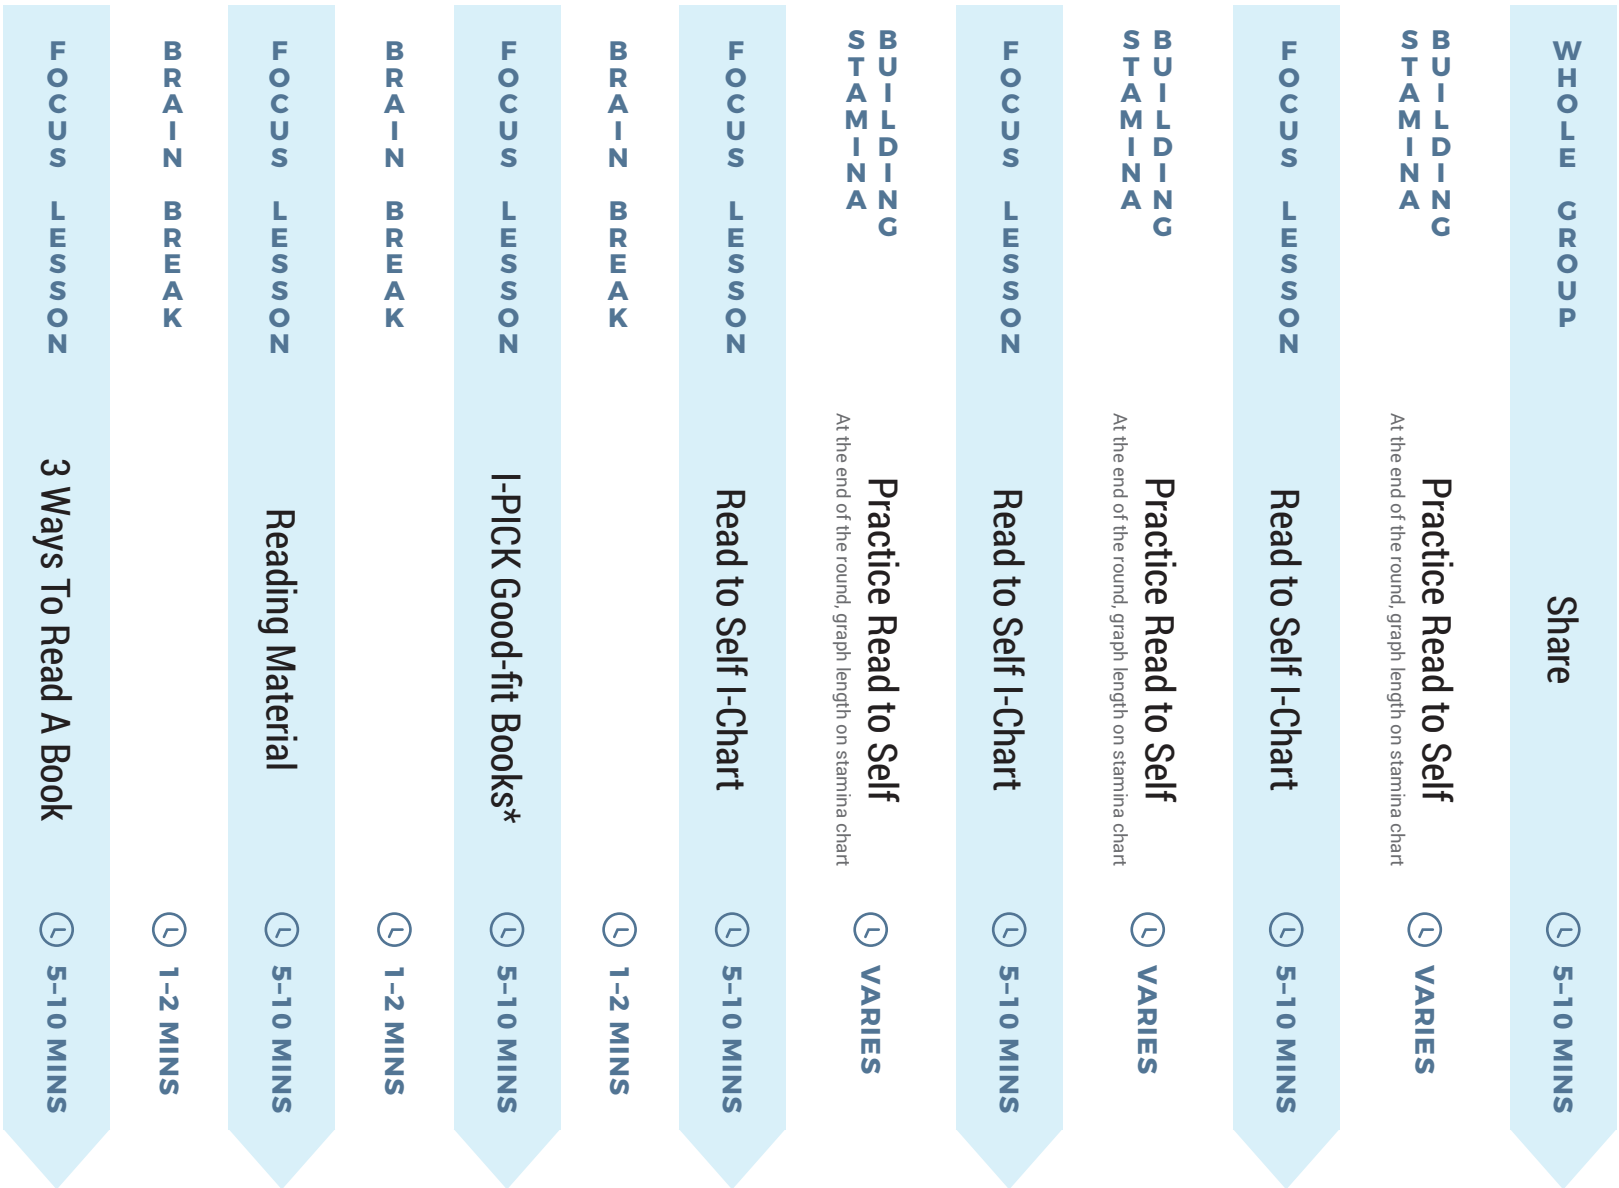 FOCUS LESSON
3 Ways To Read A Book
5–10 MINS
BRAIN BREAK
1–2 MINS
FOCUS LESSON
Reading Material
5–10 MINS
BRAIN BREAK
1–2 MINS
FOCUS LESSON
I-PICK Good-fit Books*
5–10 MINS
BRAIN BREAK
1–2 MINS
FOCUS LESSON
Read to Self I-Chart
5–10 MINS
BUILDING
STAMINA
Practice Read to Self
At the end of the round, graph length on stamina chart
VARIES
FOCUS LESSON
Read to Self I-Chart
5–10 MINS
BUILDING
STAMINA
Practice Read to Self
At the end of the round, graph length on stamina chart
VARIES
FOCUS LESSON
Read to Self I-Chart
5–10 MINS
BUILDING
STAMINA
Practice Read to Self
At the end of the round, graph length on stamina chart
VARIES
WHOLE GROUP
Share
5–10 MINS